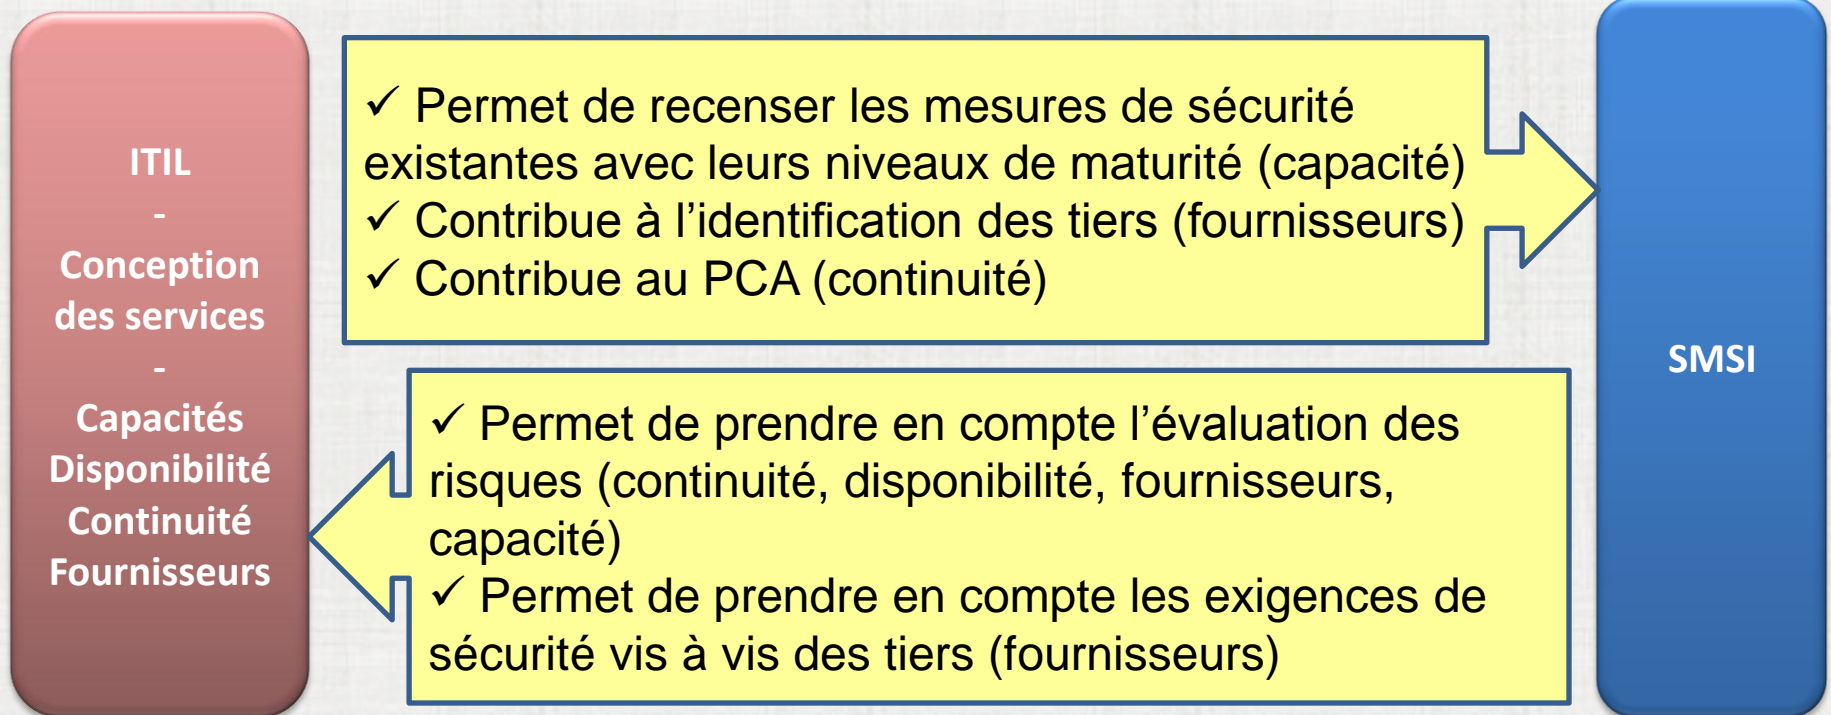 ITIL
-
Conception
des services
-
Capacités
Disponibilité
Continuité
Fournisseurs
✓ Permet de recenser les mesures de sécurité
existantes avec leurs niveaux de maturité (capacité)
✓ Contribue à l’identification des tiers (fournisseurs)
✓ Contribue au PCA (continuité)
✓ Permet de prendre en compte l’évaluation des
risques (continuité, disponibilité, fournisseurs,
capacité)
✓ Permet de prendre en compte les exigences de
sécurité vis à vis des tiers (fournisseurs)
SMSI